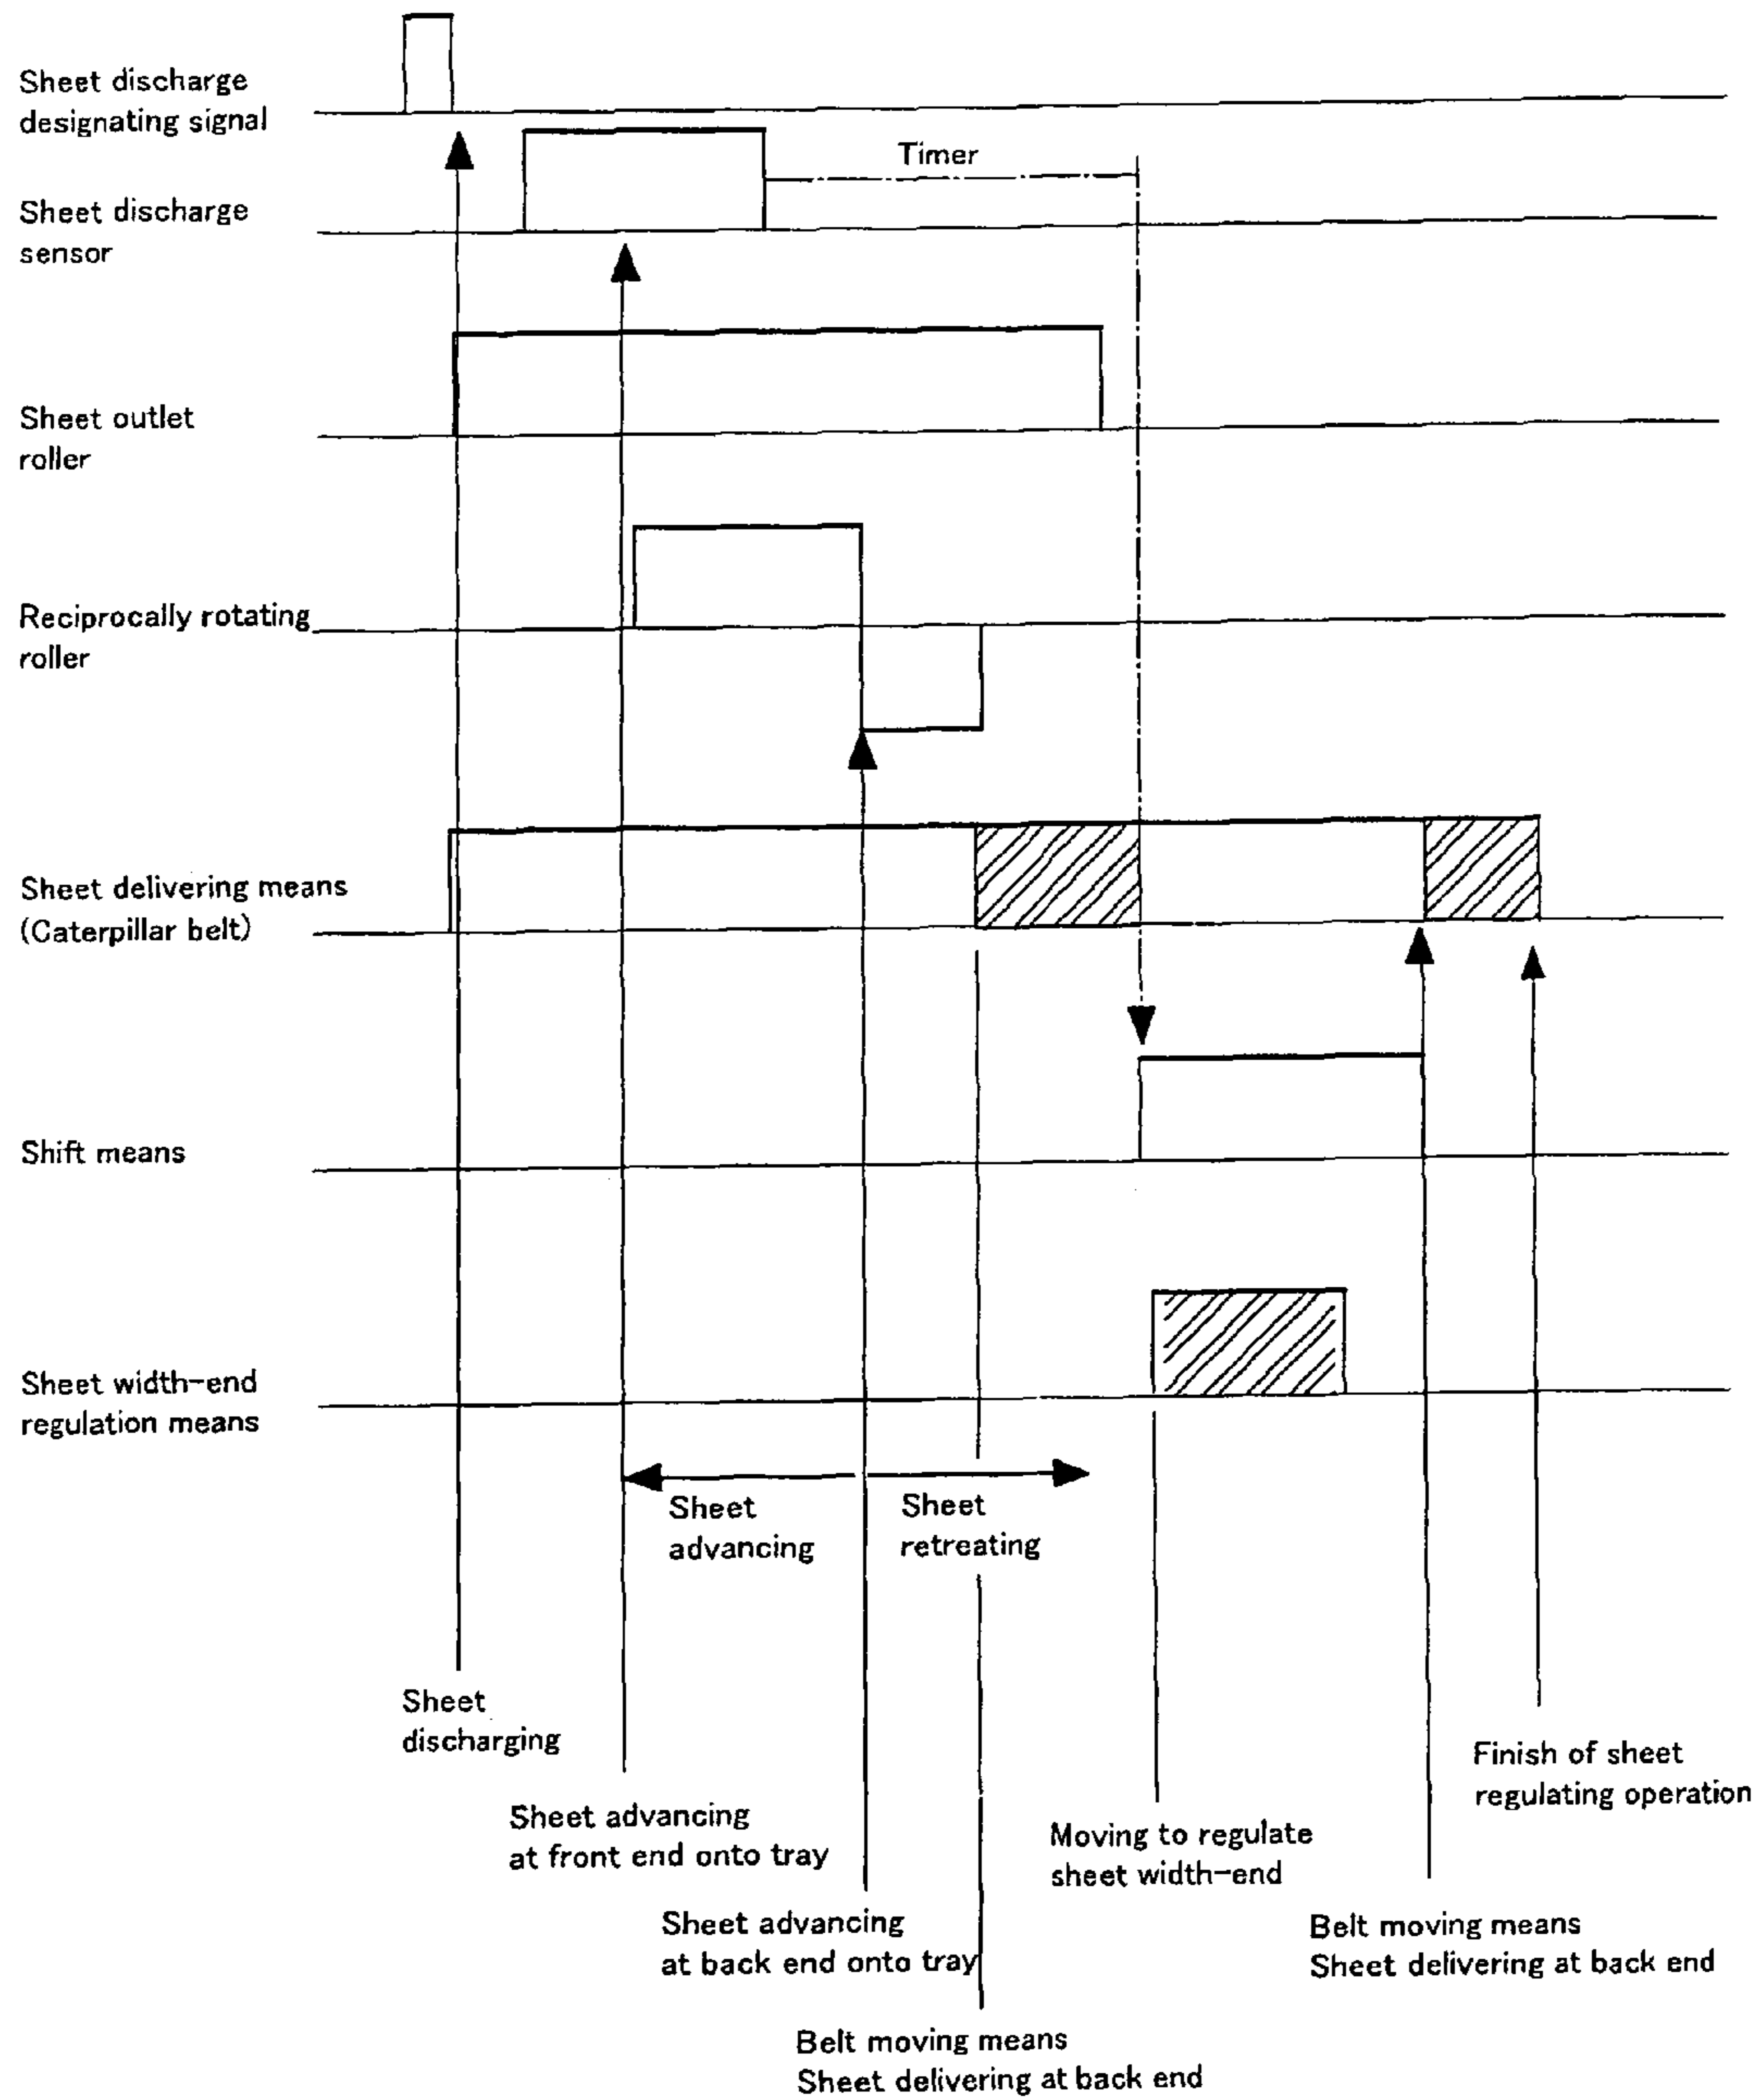 Sheet discharge
designating signal
Timer
Sheet discharge
sensor
Sheet outlet
roller
Reciprocally rotating
roller
Sheet delivering means
(Caterpillar belt)
Shift means
Sheet width-end
regulation means
Sheet
advancing
Sheet
retreating
Sheet
discharging
Sheet advancing
at front end onto tray
Sheet advancing
at back end onto tray
Belt moving means
Sheet delivering at back end
Moving to regulate
sheet width-end
Belt moving means
Sheet delivering at back end
Finish of sheet
regulating operation